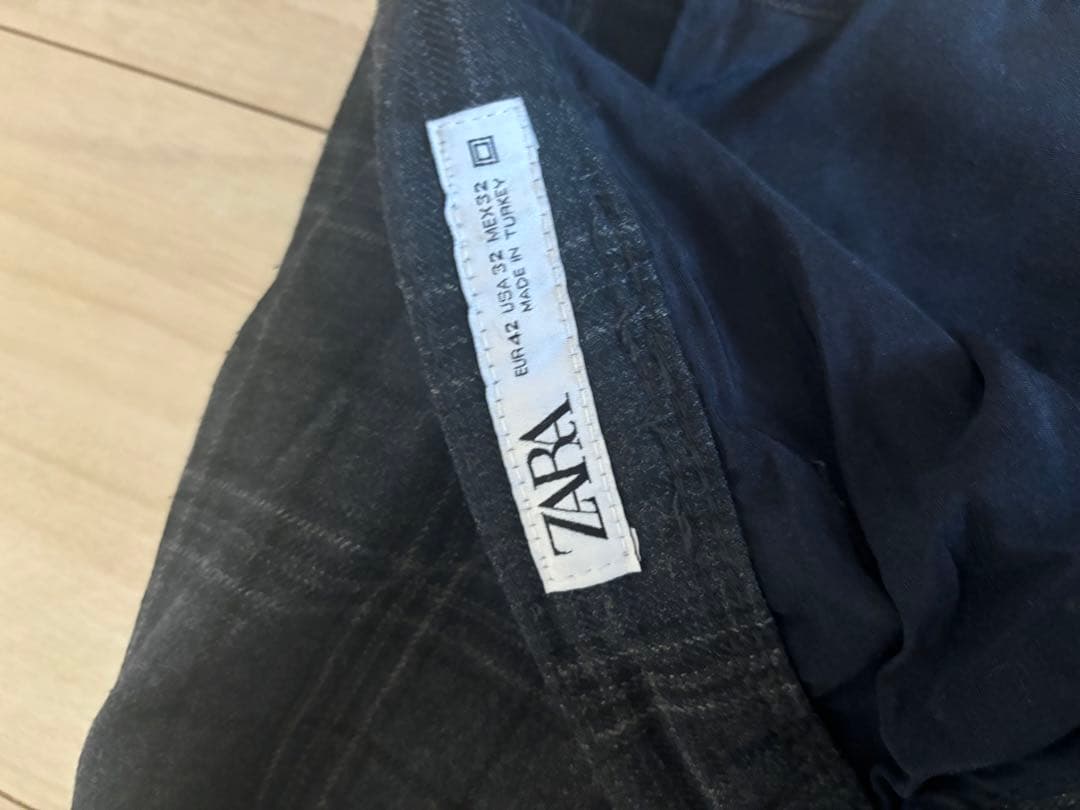 ZARA
EUR 42 USA 32 MEX 32
MADE IN TURKEY